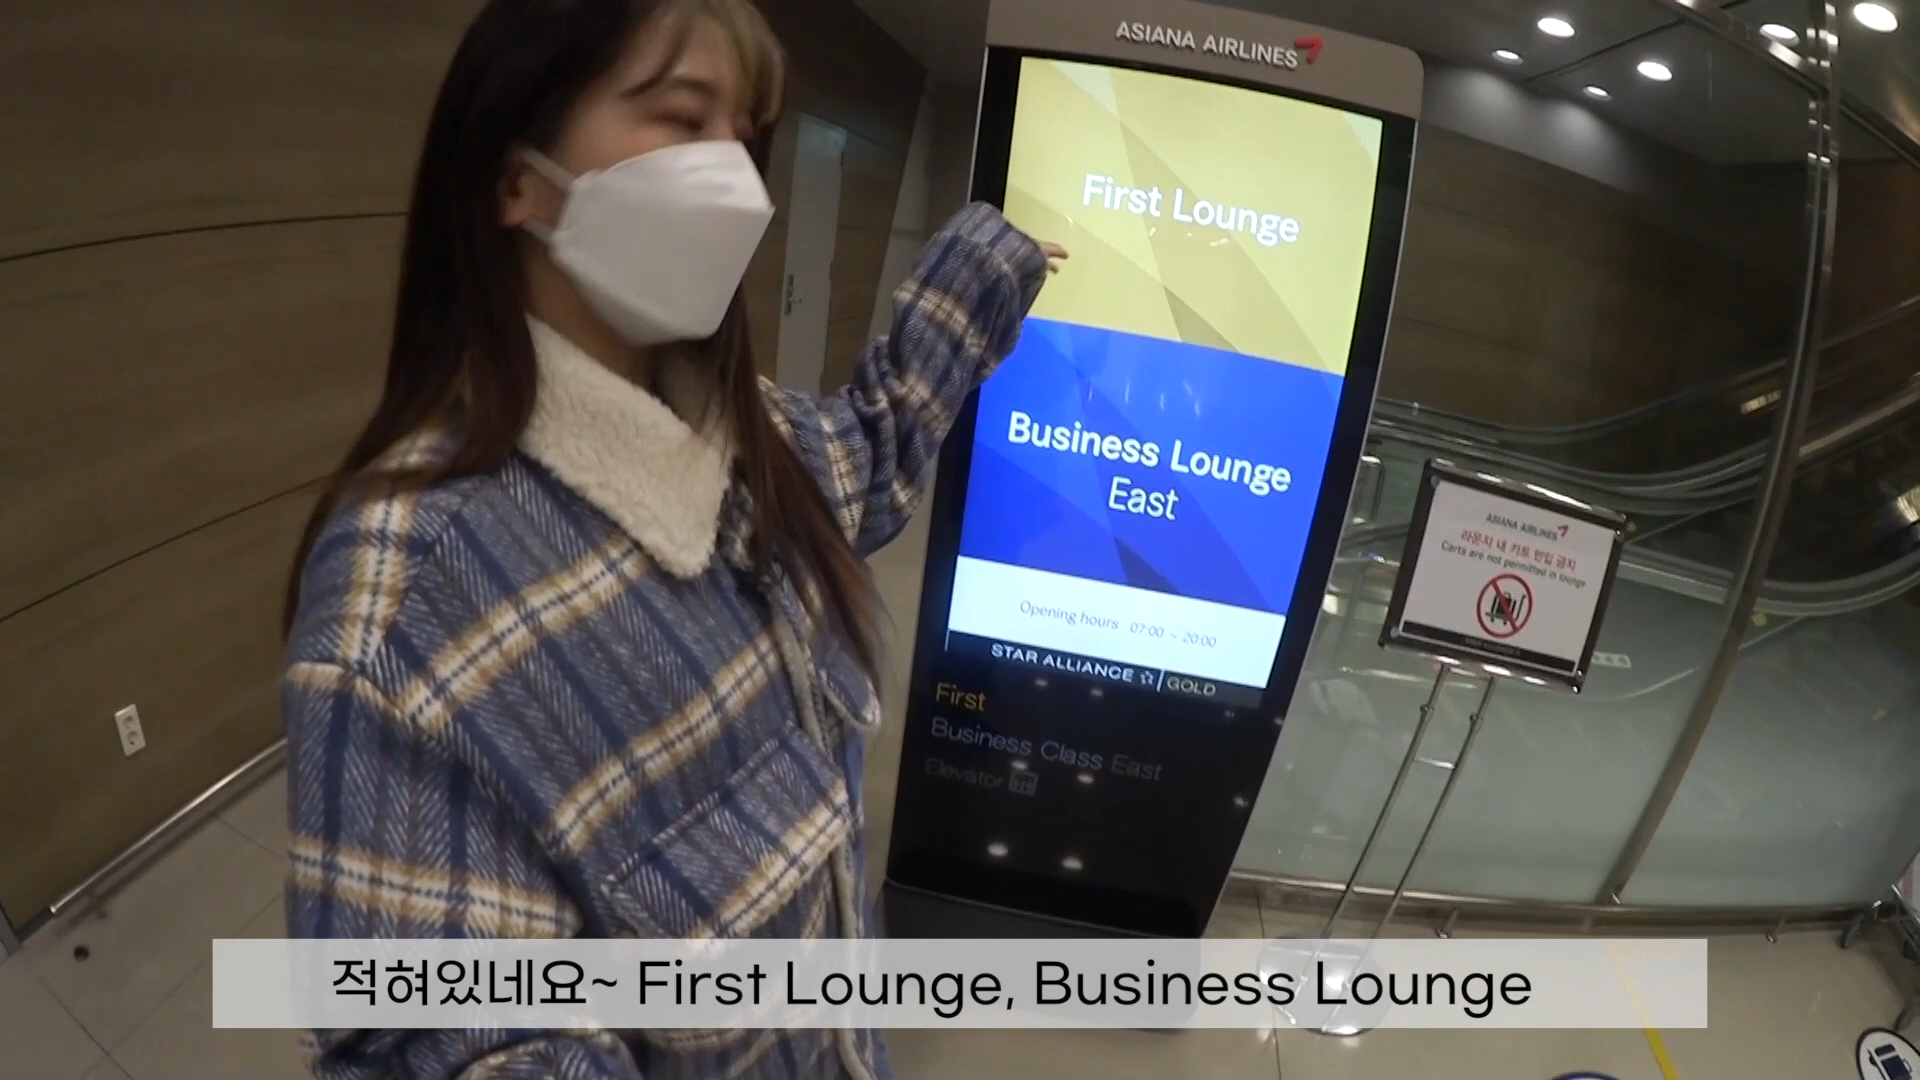 ASIANA AIRLINES
First Lounge
Business Lounge
East
Opening hours 07:00 ~ 20:00
STAR ALLIANCE GOLD
First
Business Class East
Elevator
ASIANA AIRLINES
라운지 내 카트 반입 금지
Carts are not permitted in lounge
적혀있네요~ First Lounge, Business Lounge